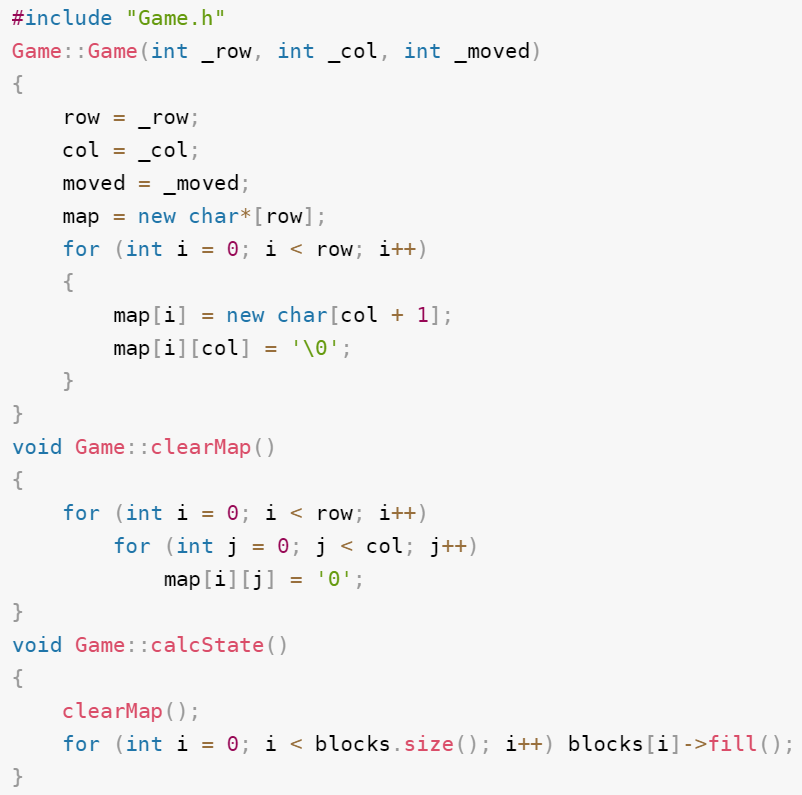 #include "Game.h"
Game::Game(int _row, int _col, int _moved)
{
    row = _row;
    col = _col;
    moved = _moved;
    map = new char*[row];
    for (int i = 0; i < row; i++)
    {
        map[i] = new char[col + 1];
        map[i][col] = '\0';
    }
}
void Game::clearMap()
{
    for (int i = 0; i < row; i++)
        for (int j = 0; j < col; j++)
            map[i][j] = '0';
}
void Game::calcState()
{
    clearMap();
    for (int i = 0; i < blocks.size(); i++) blocks[i]->fill();
}